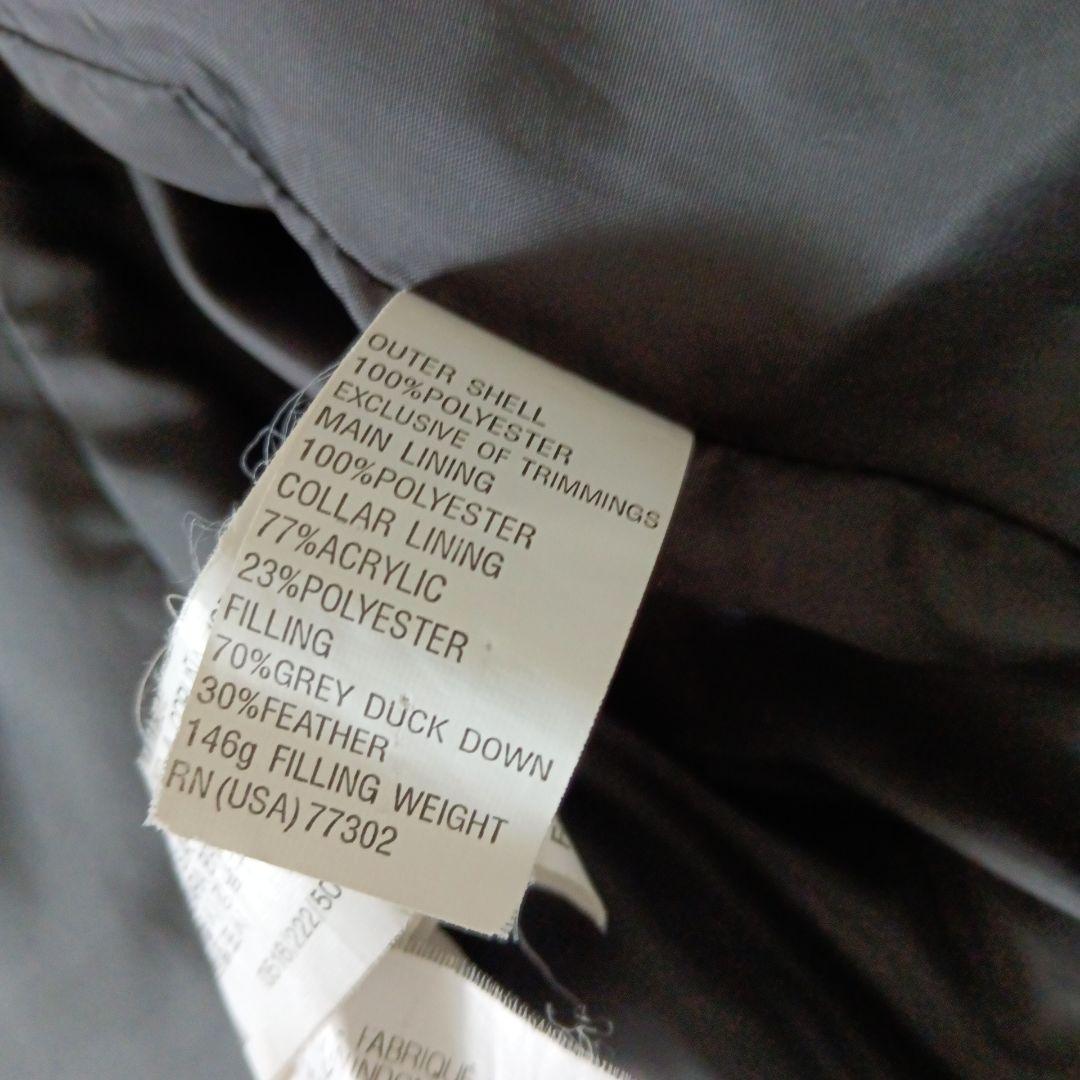 OUTER SHELL
100%POLYESTER
EXCLUSIVE OF TRIMMINGS
MAIN LINING
100%POLYESTER
COLLAR LINING
77%ACRYLIC
23%POLYESTER
FILLING
70%GREY DUCK DOWN
30%FEATHER
146g FILLING WEIGHT
RN(USA)77302
FABRIQUÉ